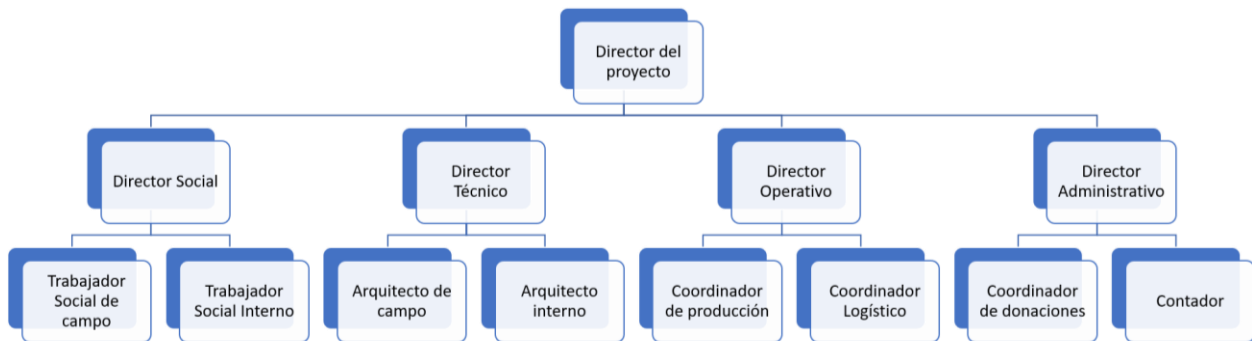 Director del
proyecto
Director Social
Director
Técnico
Director
Operativo
Director
Administrativo
Trabajador
Social de
campo
Trabajador
Social Interno
Arquitecto de
campo
Arquitecto
interno
Coordinador
de producción
Coordinador
Logístico
Coordinador
de donaciones
Contador